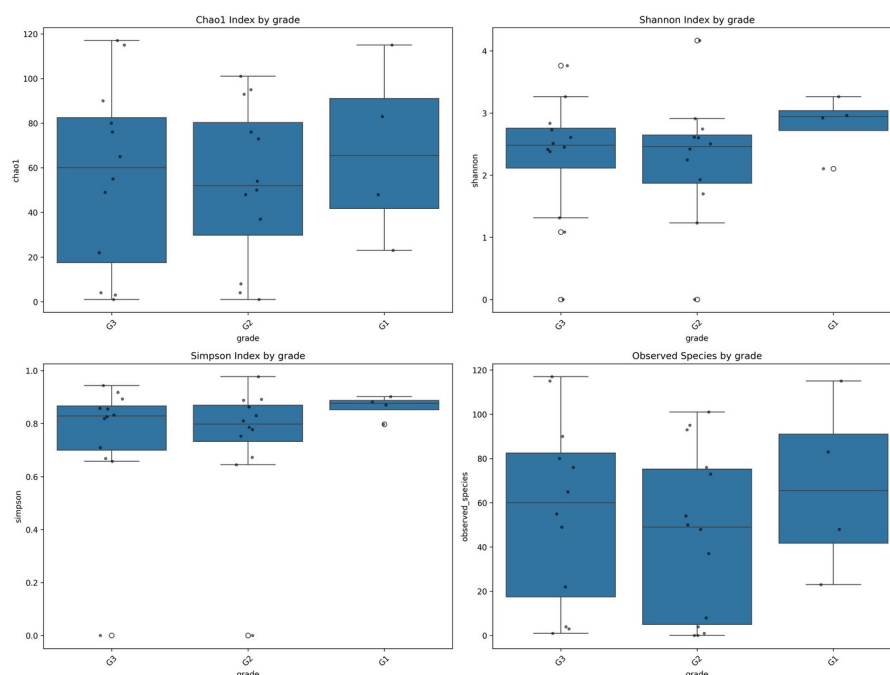 Chao1 Index by grade
120
100
80
60
40
20
0
chao1
G3
G2
G1
grade
Shannon Index by grade
4
3
2
1
0
shannon
G3
G2
G1
grade
Simpson Index by grade
1.0
0.8
0.6
0.4
0.2
0.0
simpson
G3
G2
G1
grade
Observed Species by grade
120
100
80
60
40
20
0
observed_species
G3
G2
G1
grade